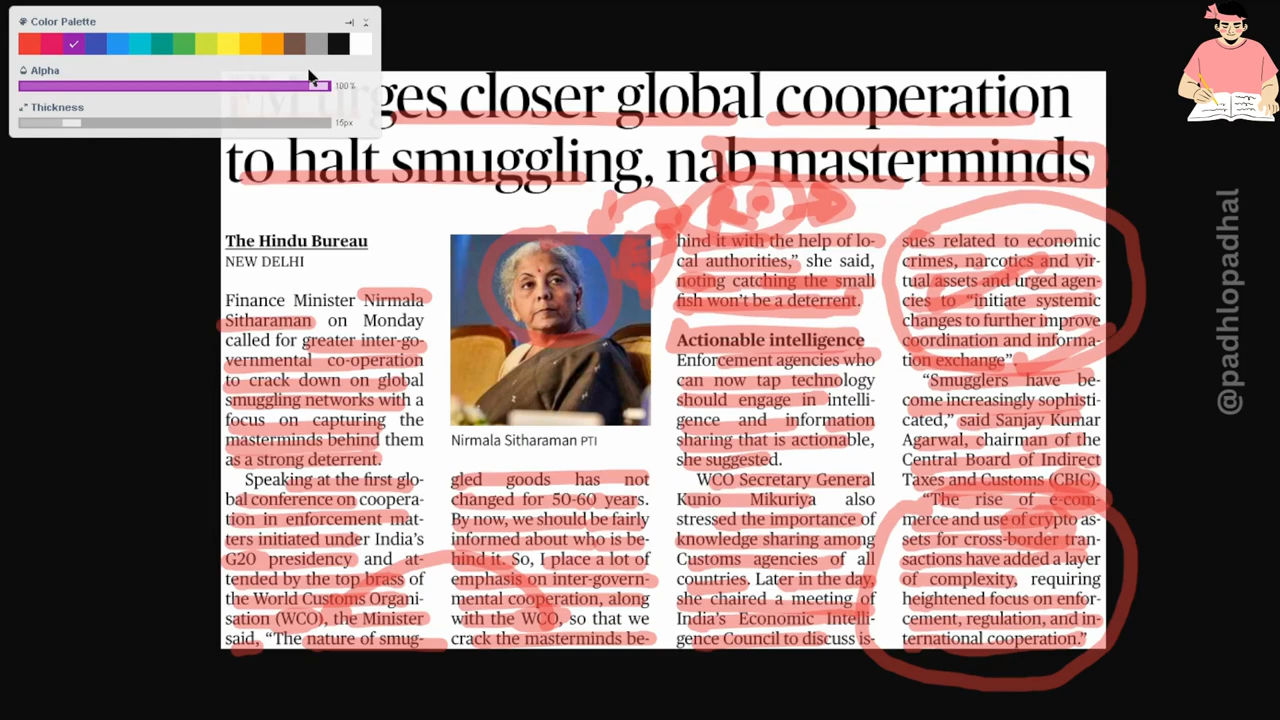 Color Palette
Alpha
100 %
Thickness
15px
FM urges closer global cooperation
to halt smuggling, nab masterminds
The Hindu Bureau
NEW DELHI
Finance Minister Nirmala
Sitharaman on Monday
called for greater inter-go-
vernmental co-operation
to crack down on global
smuggling networks with a
focus on capturing the
masterminds behind them
as a strong deterrent.
Speaking at the first glo-
bal conference on coopera-
tion in enforcement mat-
ters initiated under India’s
G20 presidency and at-
tended by the top brass of
the World Customs Organi-
sation (WCO), the Minister
said, “The nature of smug-
Nirmala Sitharaman PTI
gled goods has not
changed for 50-60 years.
By now, we should be fairly
informed about who is be-
hind it. So, I place a lot of
emphasis on inter-govern-
mental cooperation, along
with the WCO, so that we
crack the masterminds be-
hind it with the help of lo-
cal authorities,” she said,
noting catching the small
fish won’t be a deterrent.
Actionable intelligence
Enforcement agencies who
can now tap technology
should engage in intelli-
gence and information
sharing that is actionable,
she suggested.
WCO Secretary General
Kunio Mikuriya also
stressed the importance of
knowledge sharing among
Customs agencies of all
countries. Later in the day,
she chaired a meeting of
India’s Economic Intelli-
gence Council to discuss is-
sues related to economic
crimes, narcotics and vir-
tual assets and urged agen-
cies to “initiate systemic
changes to further improve
coordination and informa-
tion exchange”.
“Smugglers have be-
come increasingly sophisti-
cated,” said Sanjay Kumar
Agarwal, chairman of the
Central Board of Indirect
Taxes and Customs (CBIC).
“The rise of e-com-
merce and use of crypto as-
sets for cross-border tran-
sactions have added a layer
of complexity, requiring
heightened focus on enfor-
cement, regulation, and in-
ternational cooperation.”
@padhlopadhal